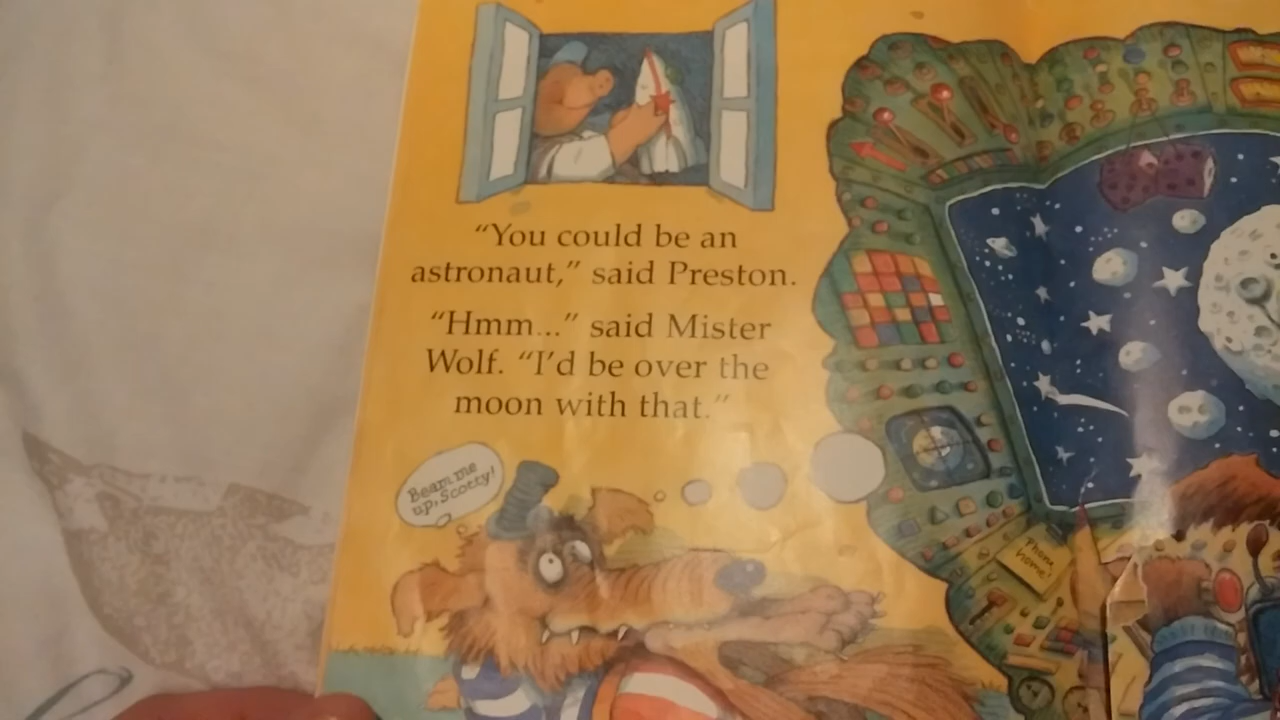 “You could be an
astronaut,” said Preston.
“Hmm...” said Mister
Wolf. “I’d be over the
moon with that.”
Beam me
up, Scotty!
Phone
home!